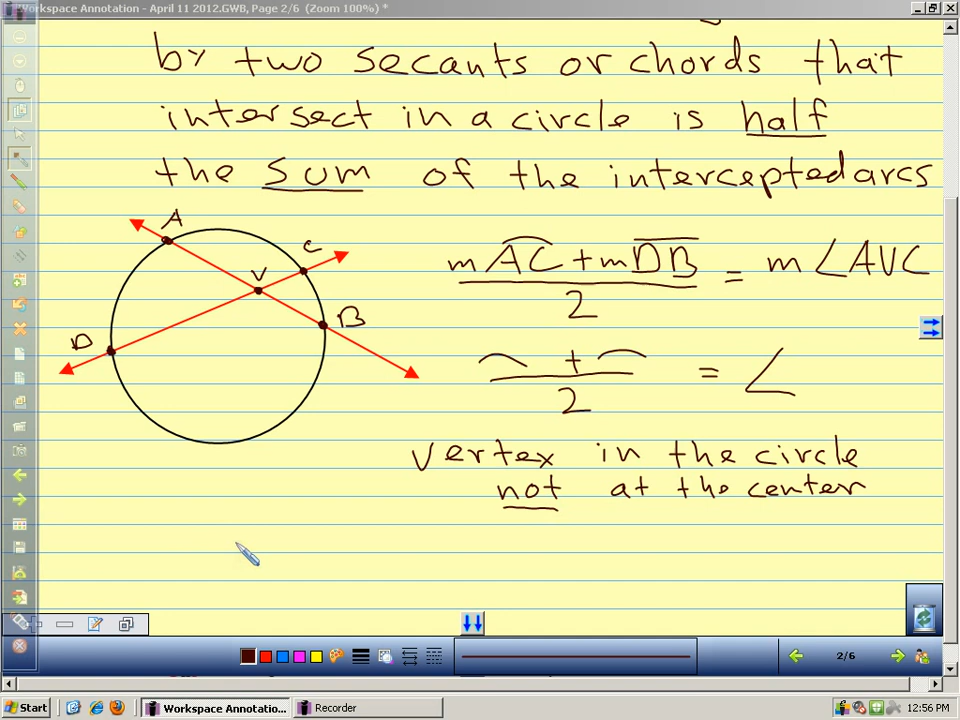 Workspace Annotation - April 11 2012.GWB, Page 2/6 (Zoom 100%) *
by two secants or chords that
intersect in a circle is half
the sum of the intercepted arcs
A
C
V
B
D
mAC + mDB = m∠AVC
2
⌒ + ⌒ = ∠
2
vertex in the circle
not at the center
2/6
Start
Workspace Annotatio...
Recorder
12:56 PM